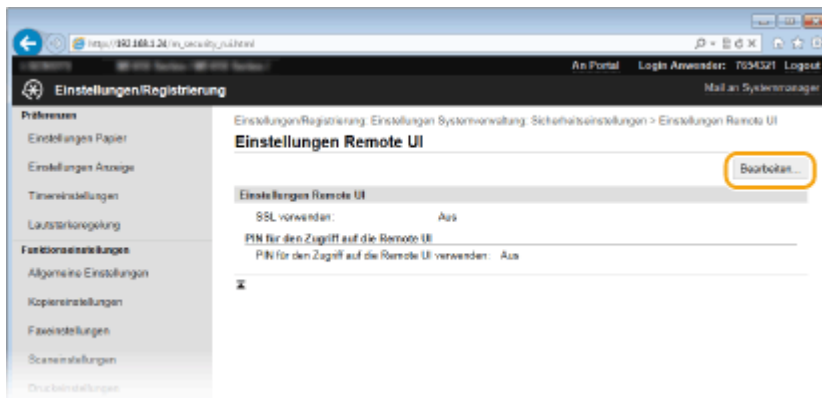 http://192.168.1.24/m_security_rui.html
An Portal Login Anwender: 7654321 Logout
Einstellungen/Registrierung
Mail an Systemmanager
Präferenzen
Einstellungen/Registrierung: Einstellungen Systemverwaltung: Sicherheitseinstellungen > Einstellungen Remote UI
Einstellungen Papier
Einstellungen Remote UI
Einstellungen Anzeige
Bearbeiten...
Timereinstellungen
Einstellungen Remote UI
SSL verwenden: Aus
Lautstärkeregelung
PIN für den Zugriff auf die Remote UI
Funktionseinstellungen
PIN für den Zugriff auf die Remote UI verwenden: Aus
Allgemeine Einstellungen
Kopiereinstellungen
Faxeinstellungen
Scaneinstellungen
Druckeinstellungen